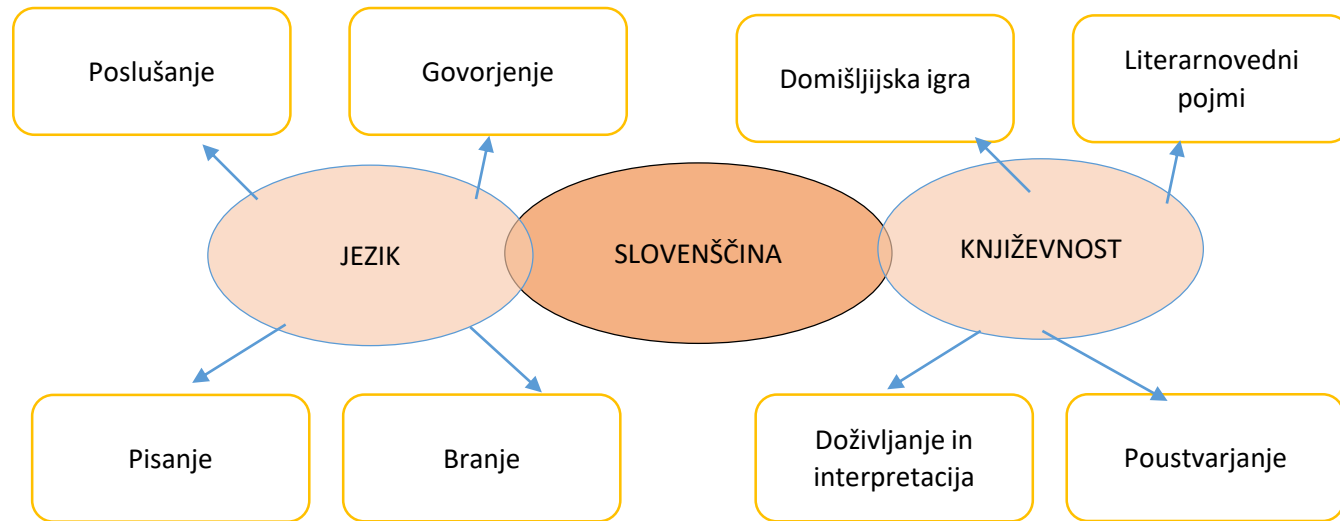 Poslušanje
Govorjenje
Domišljijska igra
Literarnovedni
pojmi
JEZIK
SLOVENŠČINA
KNJIŽEVNOST
Pisanje
Branje
Doživljanje in
interpretacija
Poustvarjanje